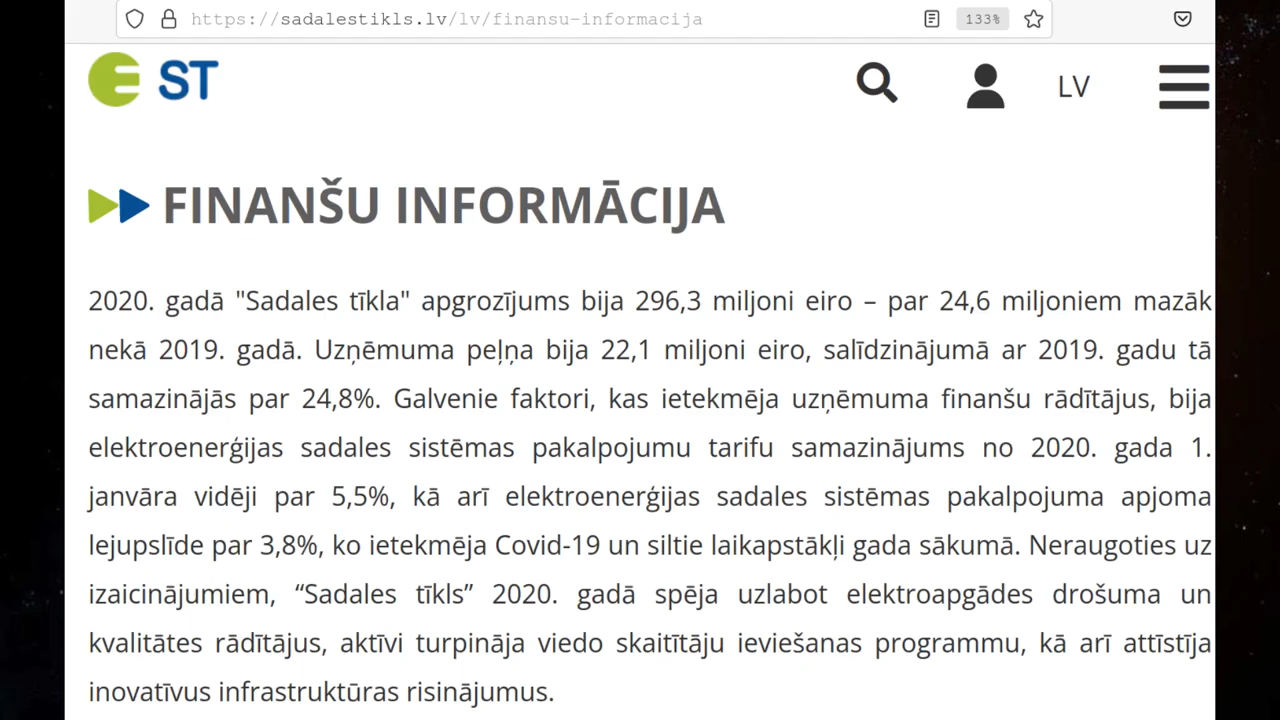 https://sadalestikls.lv/lv/finansu-informacija
133%
ST
LV
FINANŠU INFORMĀCIJA
2020. gadā "Sadales tīkla" apgrozījums bija 296,3 miljoni eiro – par 24,6 miljoniem mazāk
nekā 2019. gadā. Uzņēmuma peļņa bija 22,1 miljoni eiro, salīdzinājumā ar 2019. gadu tā
samazinājās par 24,8%. Galvenie faktori, kas ietekmēja uzņēmuma finanšu rādītājus, bija
elektroenerģijas sadales sistēmas pakalpojumu tarifu samazinājums no 2020. gada 1.
janvāra vidēji par 5,5%, kā arī elektroenerģijas sadales sistēmas pakalpojuma apjoma
lejupslīde par 3,8%, ko ietekmēja Covid-19 un siltie laikapstākļi gada sākumā. Neraugoties uz
izaicinājumiem, “Sadales tīkls” 2020. gadā spēja uzlabot elektroapgādes drošuma un
kvalitātes rādītājus, aktīvi turpināja viedo skaitītāju ieviešanas programmu, kā arī attīstīja
inovatīvus infrastruktūras risinājumus.